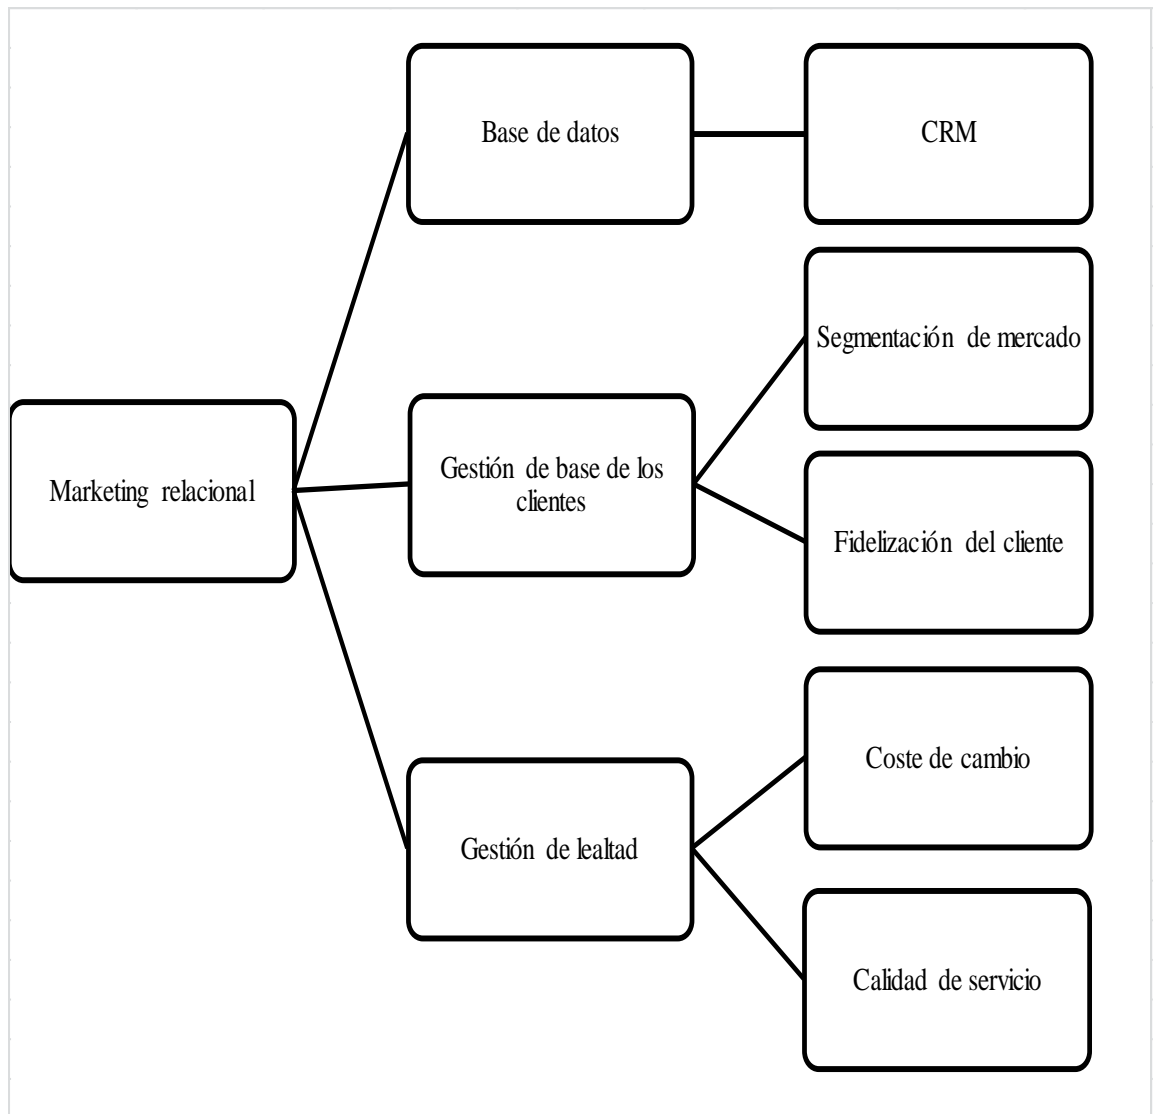 Base de datos
CRM
Segmentación de mercado
Marketing relacional
Gestión de base de los
clientes
Fidelización del cliente
Coste de cambio
Gestión de lealtad
Calidad de servicio